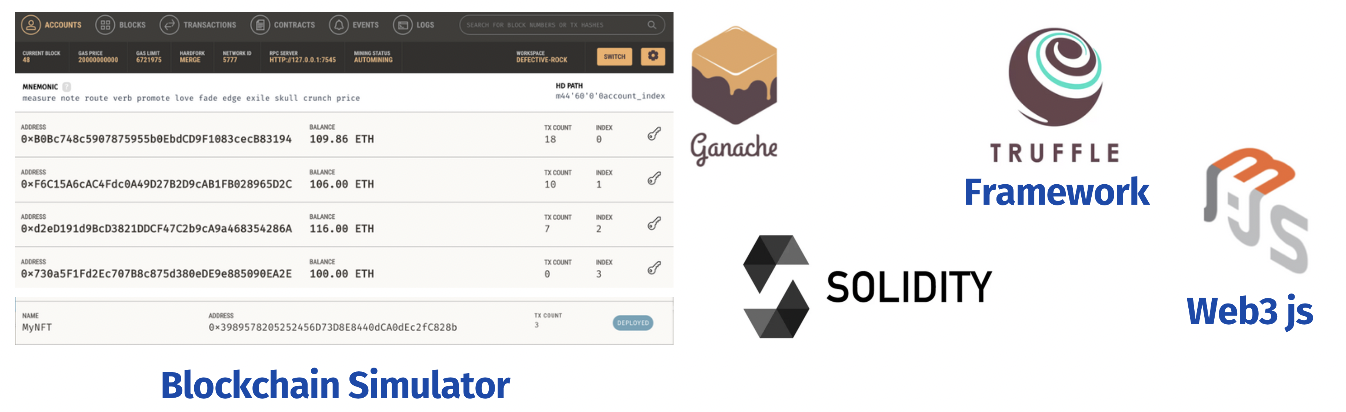 ACCOUNTS BLOCKS TRANSACTIONS CONTRACTS EVENTS LOGS SEARCH FOR BLOCK NUMBERS OR TX HASHES
CURRENT BLOCK GAS PRICE GAS LIMIT HARDFORK NETWORK ID RPC SERVER MINING STATUS WORKSPACE SWITCH
48 20000000000 6721975 MERGE 5777 HTTP://127.0.0.1:7545 AUTOMINING DEFECTIVE-ROCK
MNEMONIC ? HD PATH
measure note route verb promote love fade edge exile skull crunch price m44'60'0'0account_index
ADDRESS BALANCE TX COUNT INDEX
0×B0Bc748c5907875955b0EbdCD9F1083cecB83194 109.86 ETH 18 0
ADDRESS BALANCE TX COUNT INDEX
0×F6C15A6cAC4Fdc0A49D27B2D9cAB1FB028965D2C 106.00 ETH 10 1
ADDRESS BALANCE TX COUNT INDEX
0×d2eD191d9BcD3821DDCF47C2b9cA9a468354286A 116.00 ETH 7 2
ADDRESS BALANCE TX COUNT INDEX
0×730a5F1Fd2Ec707B8c875d380eDE9e885090EA2E 100.00 ETH 0 3
NAME ADDRESS TX COUNT
MyNFT 0×3989578205252456D73D8E8440dCA0dEc2fC828b 3 DEPLOYED
Blockchain Simulator
Ganache
TRUFFLE
Framework
SOLIDITY
JS
Web3 js